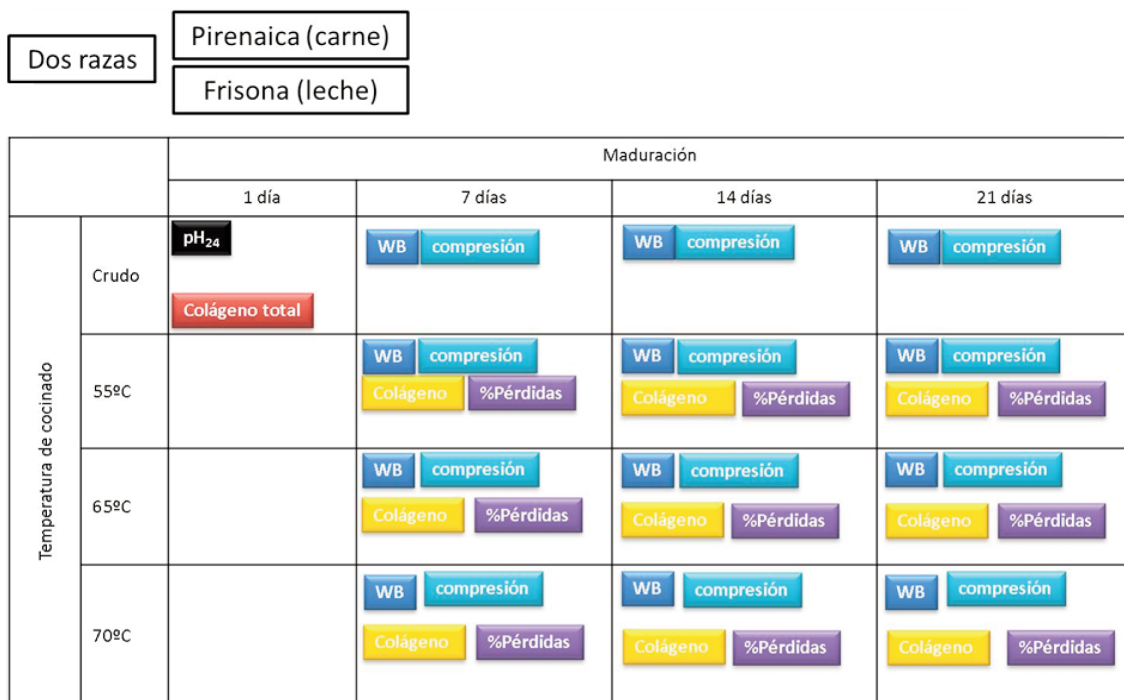 Dos razas
Pirenaica (carne)
Frisona (leche)
Maduración
1 día 7 días 14 días 21 días
Temperatura de cocinado
Crudo
pH24
Colágeno total
WB compresión WB compresión WB compresión
55ºC
WB compresión WB compresión WB compresión
Colágeno %Pérdidas Colágeno %Pérdidas Colágeno %Pérdidas
65ºC
WB compresión WB compresión WB compresión
Colágeno %Pérdidas Colágeno %Pérdidas Colágeno %Pérdidas
70ºC
WB compresión WB compresión WB compresión
Colágeno %Pérdidas Colágeno %Pérdidas Colágeno %Pérdidas